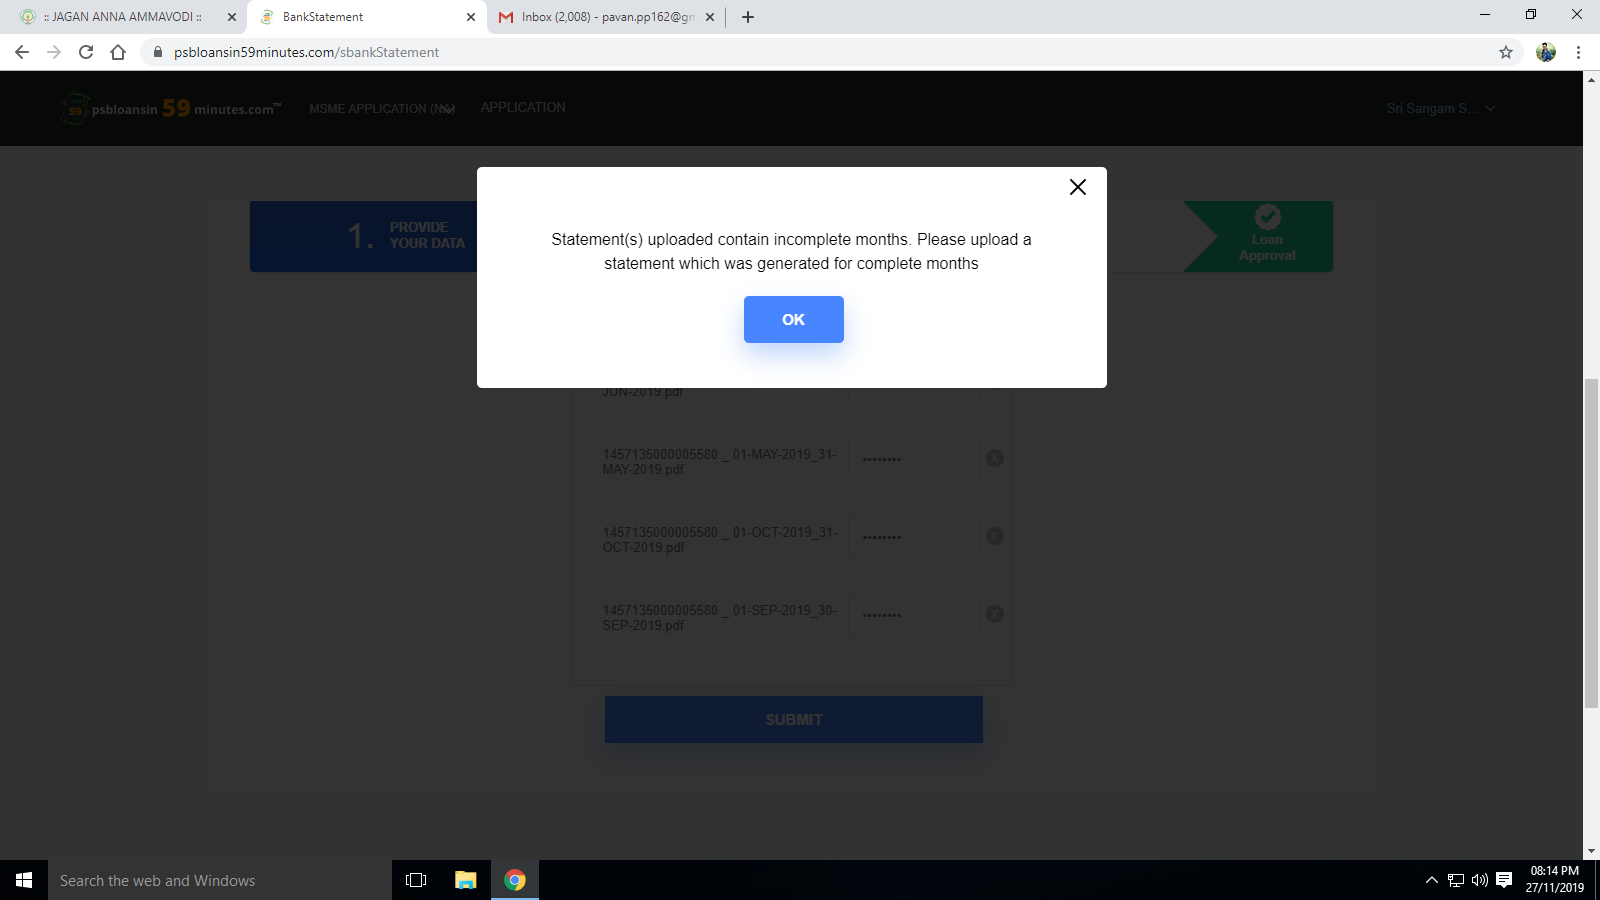 :: JAGAN ANNA AMMAVODI ::
BankStatement
Inbox (2,008) - pavan.pp162@gm
psbloansin59minutes.com/sbankStatement
59 psbloansin 59 minutes.com™
MSME APPLICATION (N
APPLICATION
Sri Sangam S...
1. PROVIDE
YOUR DATA
Loan
Approval
Statement(s) uploaded contain incomplete months. Please upload a
statement which was generated for complete months
OK
JUN-2019.pdf
1457135000005580 _ 01-MAY-2019_31-
MAY-2019.pdf
••••••••
X
1457135000005580 _ 01-OCT-2019_31-
OCT-2019.pdf
••••••••
X
1457135000005580 _ 01-SEP-2019_30-
SEP-2019.pdf
••••••••
X
SUBMIT
Search the web and Windows
08:14 PM
27/11/2019